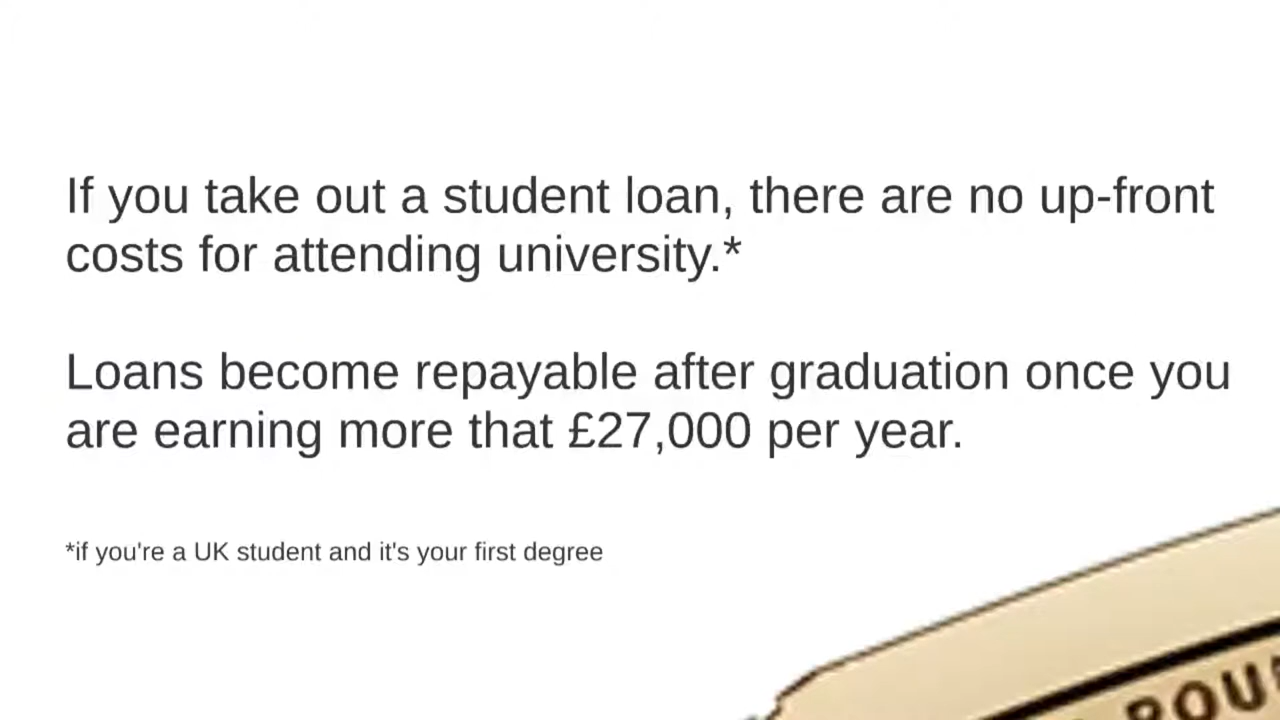 If you take out a student loan, there are no up-front
costs for attending university.*
Loans become repayable after graduation once you
are earning more that £27,000 per year.
*if you're a UK student and it's your first degree